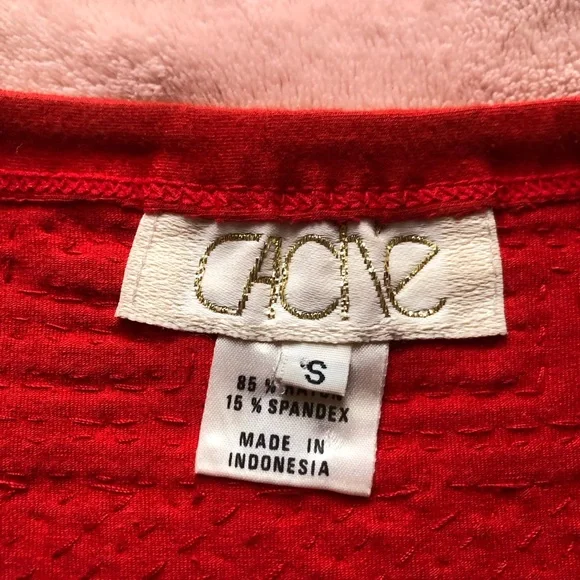 CAChe
S
85 %
15 % SPANDEX
MADE IN
INDONESIA